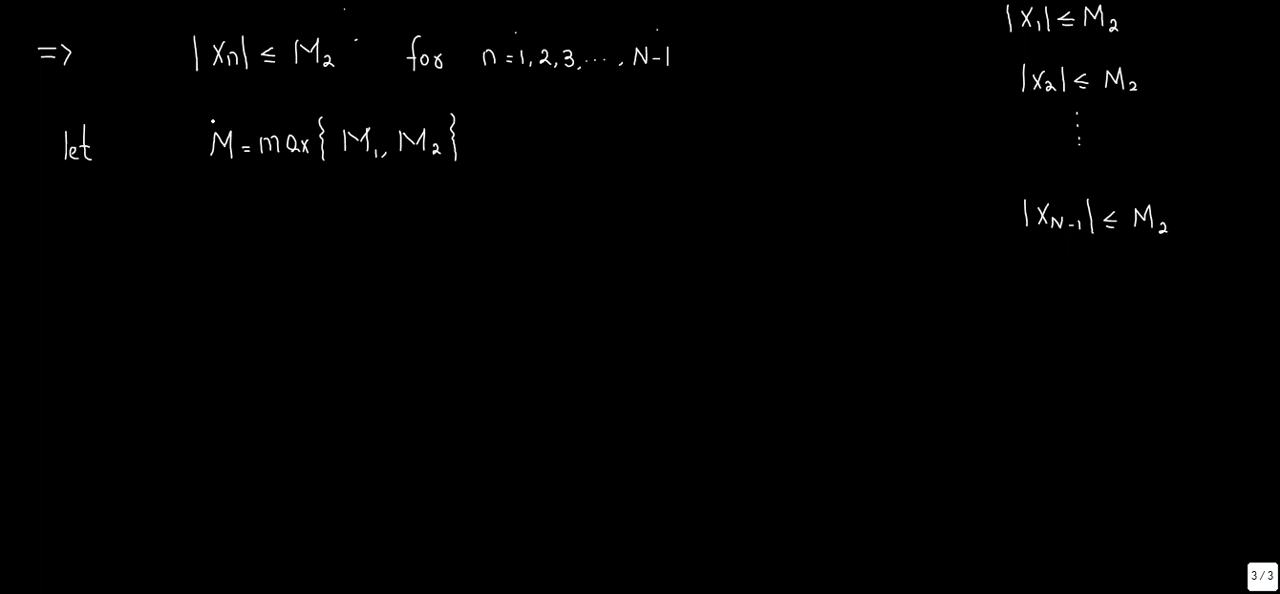 => |xn| ≤ M₂ for n = 1, 2, 3, ..., N-1
let M = max{ M₁, M₂ }
|x₁| ≤ M₂
|x₂| ≤ M₂
⋮
|x_{N-1}| ≤ M₂
3 / 3